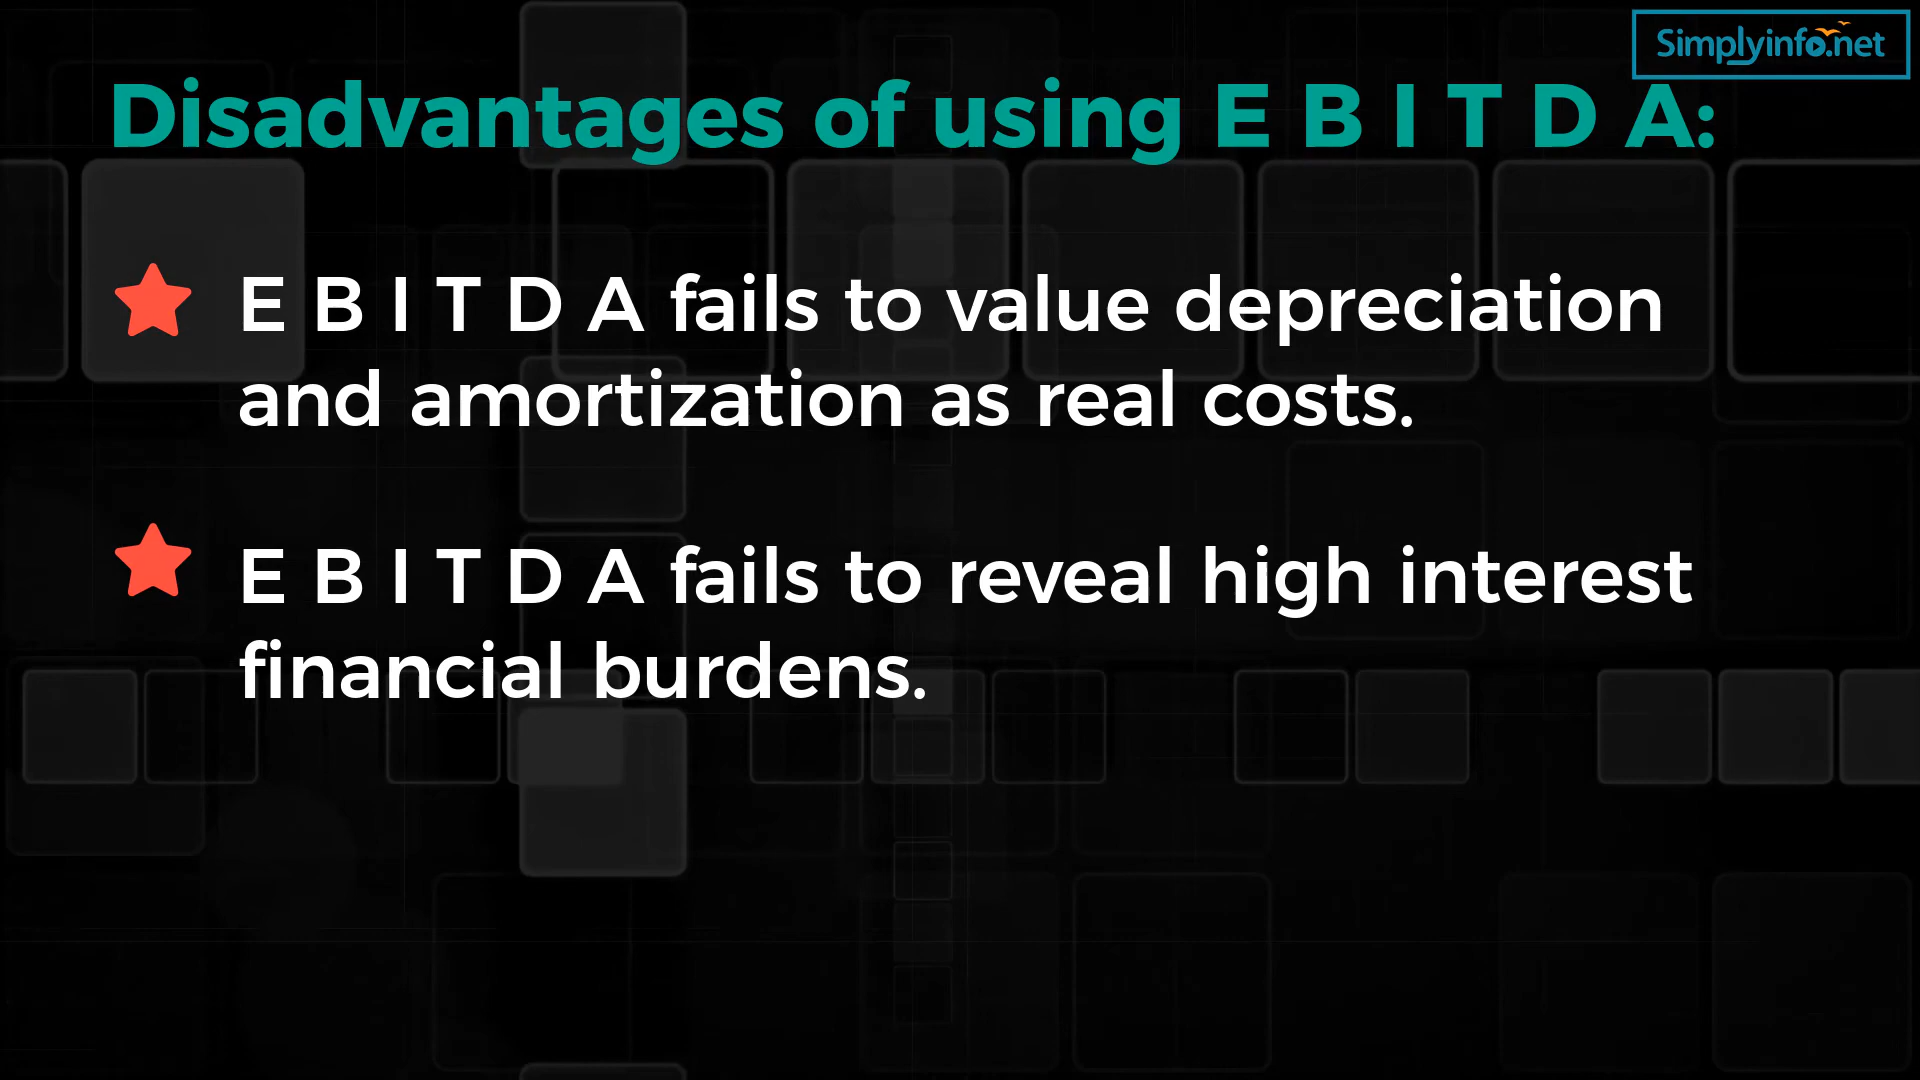 Simplyinfo.net
Disadvantages of using E B I T D A:
E B I T D A fails to value depreciation
and amortization as real costs.
E B I T D A fails to reveal high interest
financial burdens.